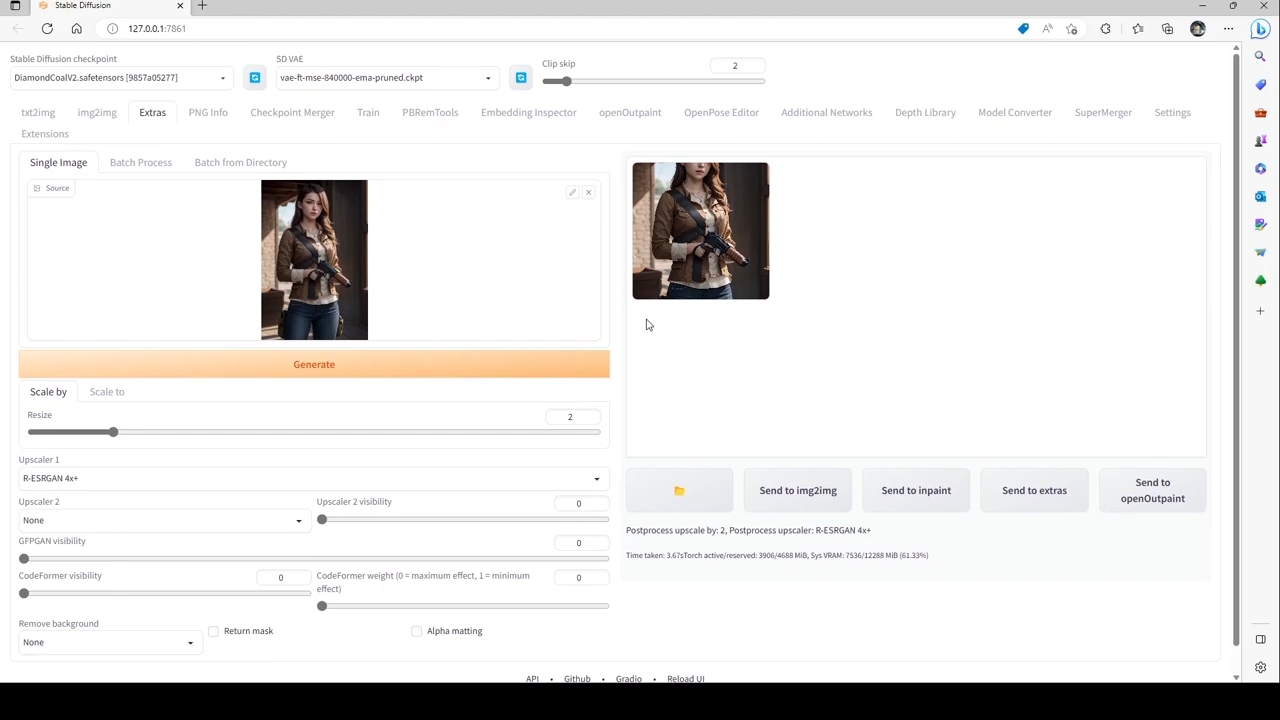 Stable Diffusion
127.0.0.1:7861
Stable Diffusion checkpoint
SD VAE
Clip skip
2
DiamondCoalV2.safetensors [9857a05277]
vae-ft-mse-840000-ema-pruned.ckpt
txt2img
img2img
Extras
PNG Info
Checkpoint Merger
Train
PBRemTools
Embedding Inspector
openOutpaint
OpenPose Editor
Additional Networks
Depth Library
Model Converter
SuperMerger
Settings
Extensions
Single Image
Batch Process
Batch from Directory
Source
Generate
Scale by
Scale to
Resize
2
Upscaler 1
R-ESRGAN 4x+
Upscaler 2
Upscaler 2 visibility
0
None
GFPGAN visibility
0
CodeFormer visibility
0
CodeFormer weight (0 = maximum effect, 1 = minimum
effect)
0
Remove background
None
Return mask
Alpha matting
Send to img2img
Send to inpaint
Send to extras
Send to
openOutpaint
Postprocess upscale by: 2, Postprocess upscaler: R-ESRGAN 4x+
Time taken: 3.67sTorch active/reserved: 3906/4688 MiB, Sys VRAM: 7536/12288 MiB (61.33%)
API • Github • Gradio • Reload UI